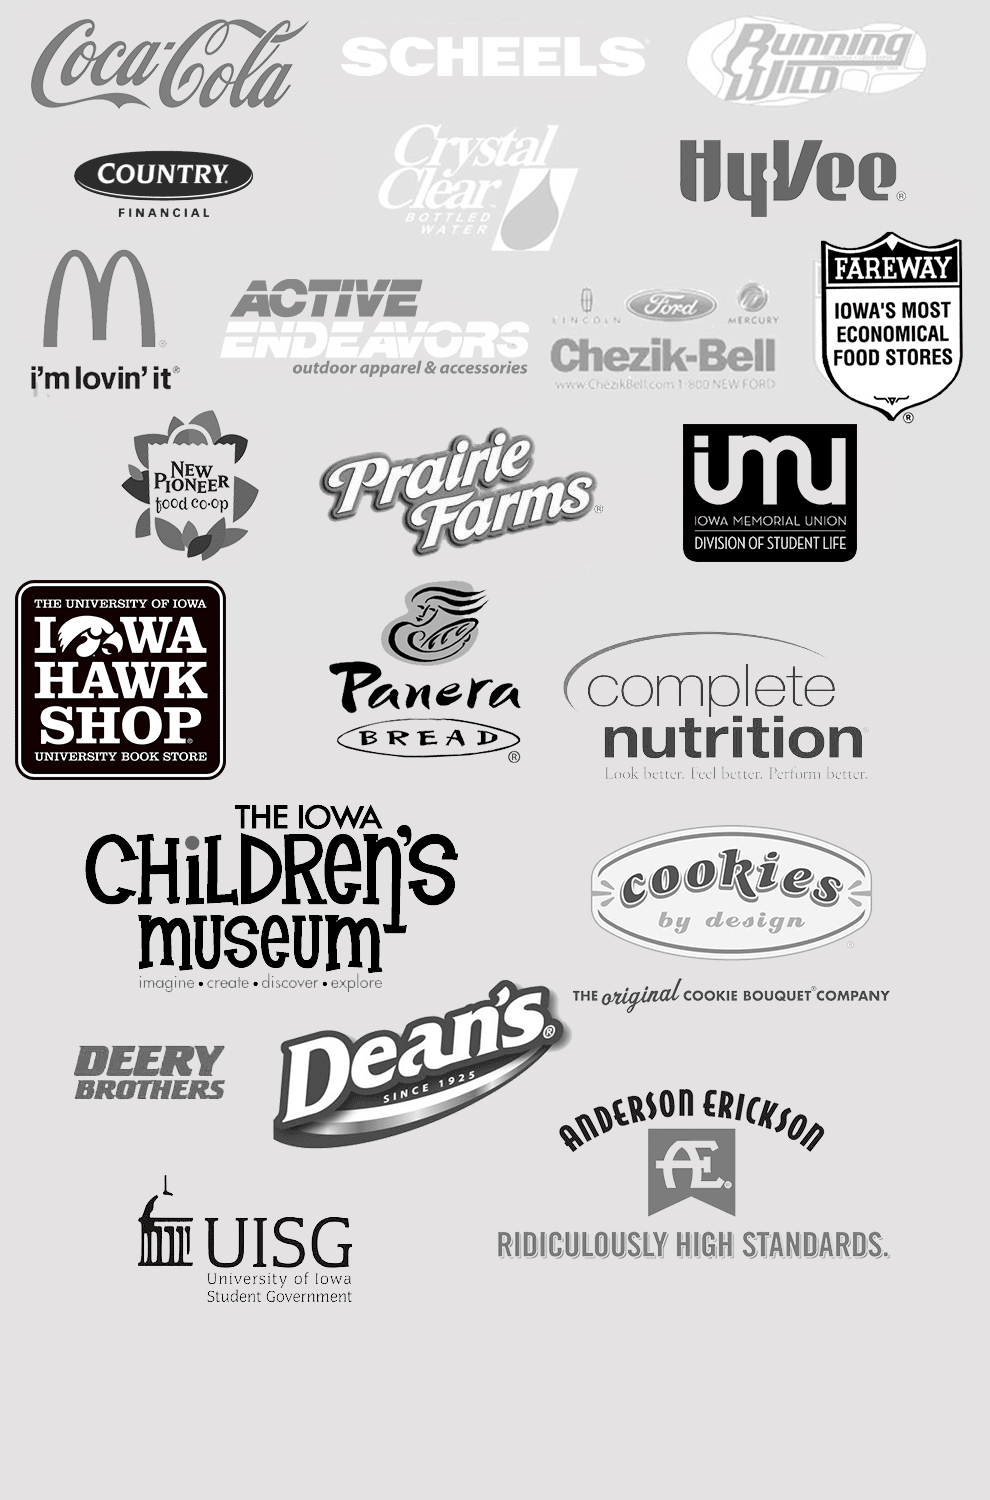 Coca-Cola
SCHEELS
Running
WILD
COUNTRY
FINANCIAL
Crystal
Clear
BOTTLED
WATER
HyVee
i'm lovin' it
ACTIVE
ENDEAVORS
outdoor apparel & accessories
LINCOLN
Ford
MERCURY
Chezik-Bell
www.ChezikBell.com 1-800 NEW FORD
FAREWAY
IOWA'S MOST
ECONOMICAL
FOOD STORES
NEW
PIONEER
food co-op
Prairie
Farms
imu
IOWA MEMORIAL UNION
DIVISION OF STUDENT LIFE
THE UNIVERSITY OF IOWA
IOWA
HAWK
SHOP
UNIVERSITY BOOK STORE
Panera
BREAD
complete
nutrition
Look better. Feel better. Perform better.
THE IOWA
CHiLDRen's
museum
imagine • create • discover • explore
cookies
by design
THE original COOKIE BOUQUET® COMPANY
DEERY
BROTHERS
Dean's
SINCE 1925
ANDERSON ERICKSON
AE
RIDICULOUSLY HIGH STANDARDS.
UISG
University of Iowa
Student Government